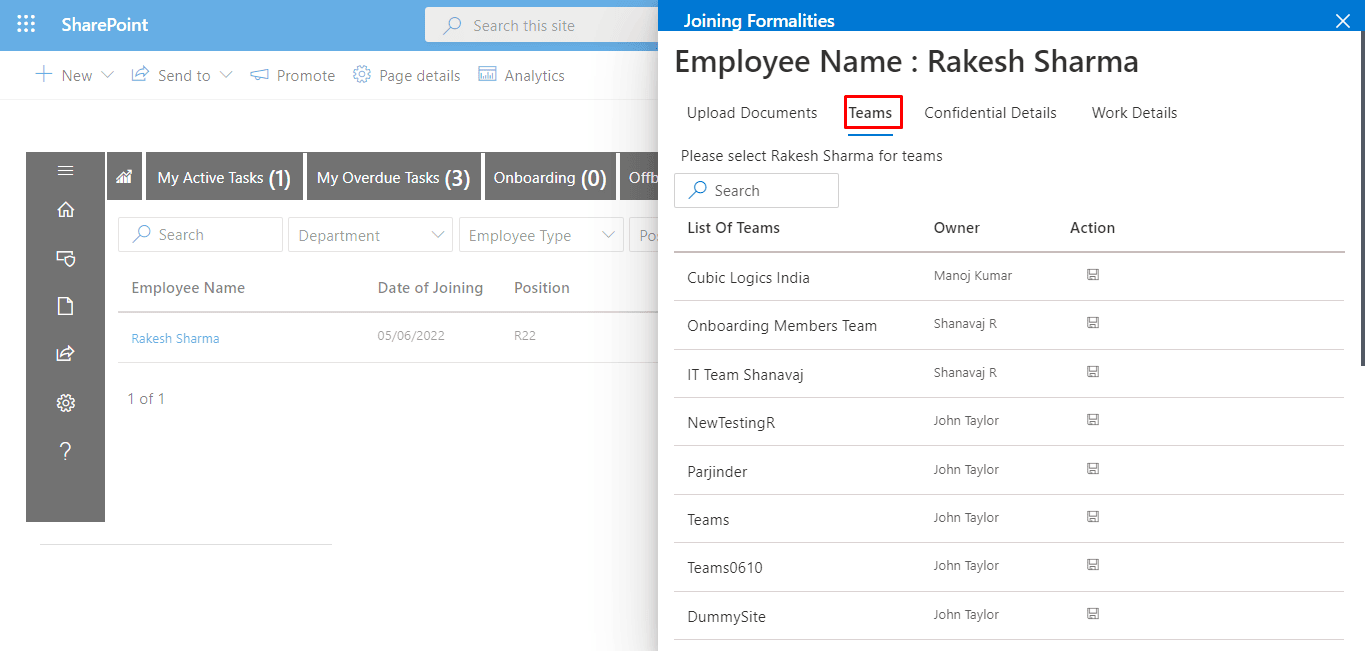 SharePoint
Search this site
New
Send to
Promote
Page details
Analytics
My Active Tasks (1)
My Overdue Tasks (3)
Onboarding (0)
Offb
Search
Department
Employee Type
Po
Employee Name Date of Joining Position
Rakesh Sharma 05/06/2022 R22
1 of 1
?
Joining Formalities
Employee Name : Rakesh Sharma
Upload Documents Teams Confidential Details Work Details
Please select Rakesh Sharma for teams
Search
List Of Teams Owner Action
Cubic Logics India Manoj Kumar
Onboarding Members Team Shanavaj R
IT Team Shanavaj Shanavaj R
NewTestingR John Taylor
Parjinder John Taylor
Teams John Taylor
Teams0610 John Taylor
DummySite John Taylor